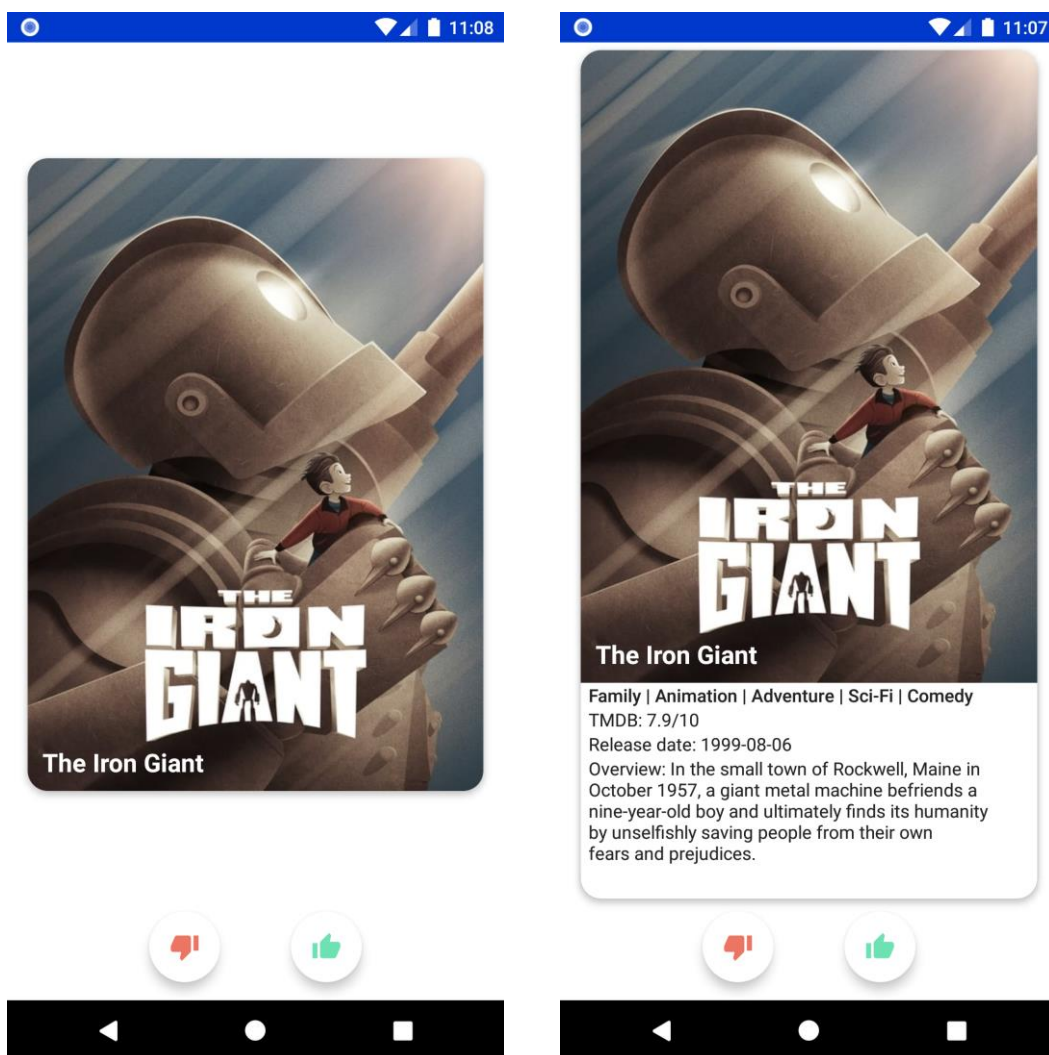 11:08
THE
IRON
GIANT
The Iron Giant
11:07
THE
IRON
GIANT
The Iron Giant
Family | Animation | Adventure | Sci-Fi | Comedy
TMDB: 7.9/10
Release date: 1999-08-06
Overview: In the small town of Rockwell, Maine in
October 1957, a giant metal machine befriends a
nine-year-old boy and ultimately finds its humanity
by unselfishly saving people from their own
fears and prejudices.